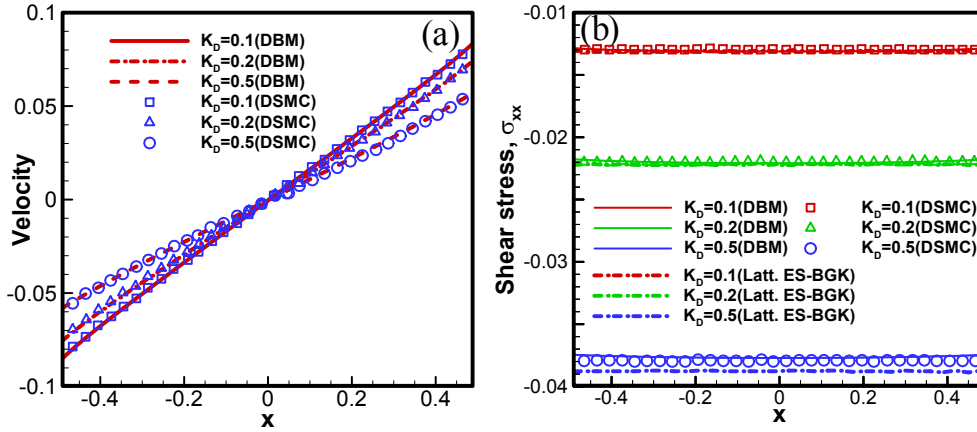 (a)
K_D=0.1(DBM)
K_D=0.2(DBM)
K_D=0.5(DBM)
K_D=0.1(DSMC)
K_D=0.2(DSMC)
K_D=0.5(DSMC)
Velocity
0.1
0.05
0
-0.05
-0.1
-0.4 -0.2 0 0.2 0.4
x
(b)
Shear stress, σ_xx
-0.01
-0.02
-0.03
-0.04
K_D=0.1(DBM) K_D=0.1(DSMC)
K_D=0.2(DBM) K_D=0.2(DSMC)
K_D=0.5(DBM) K_D=0.5(DSMC)
K_D=0.1(Latt. ES-BGK)
K_D=0.2(Latt. ES-BGK)
K_D=0.5(Latt. ES-BGK)
-0.4 -0.2 0 0.2 0.4
x